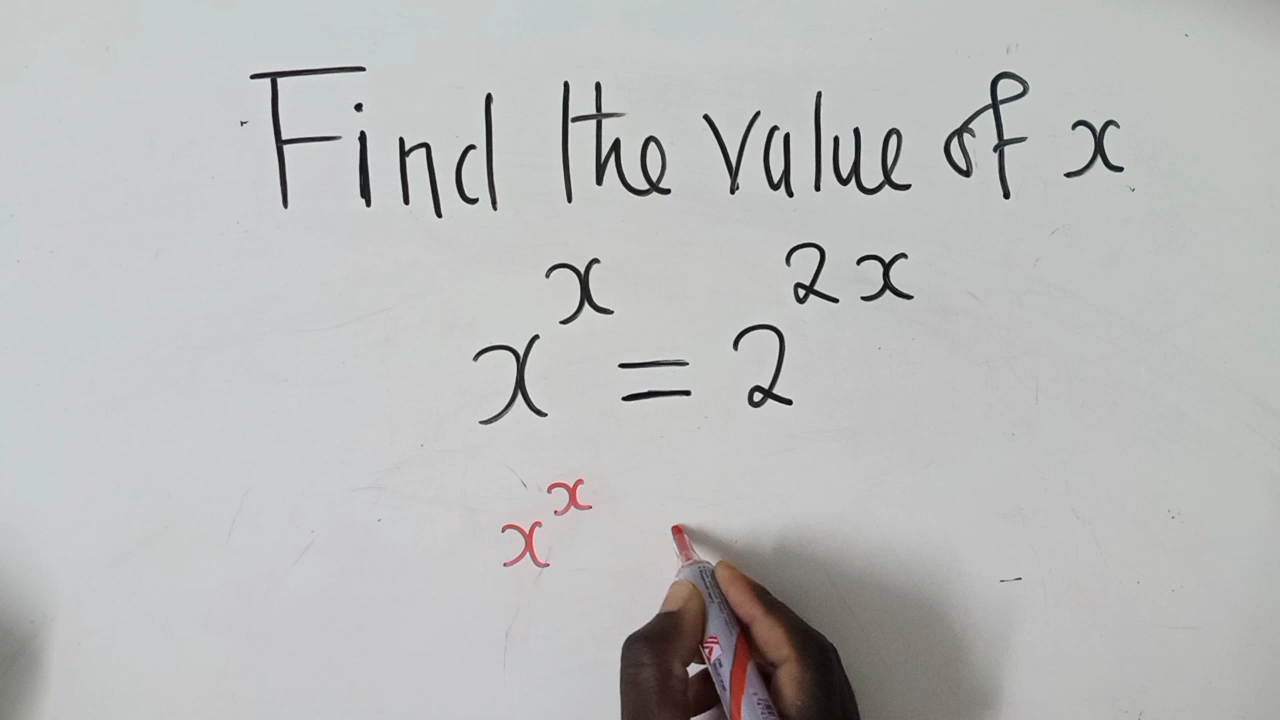 Find the value of x
x^x = 2^2x
x^x